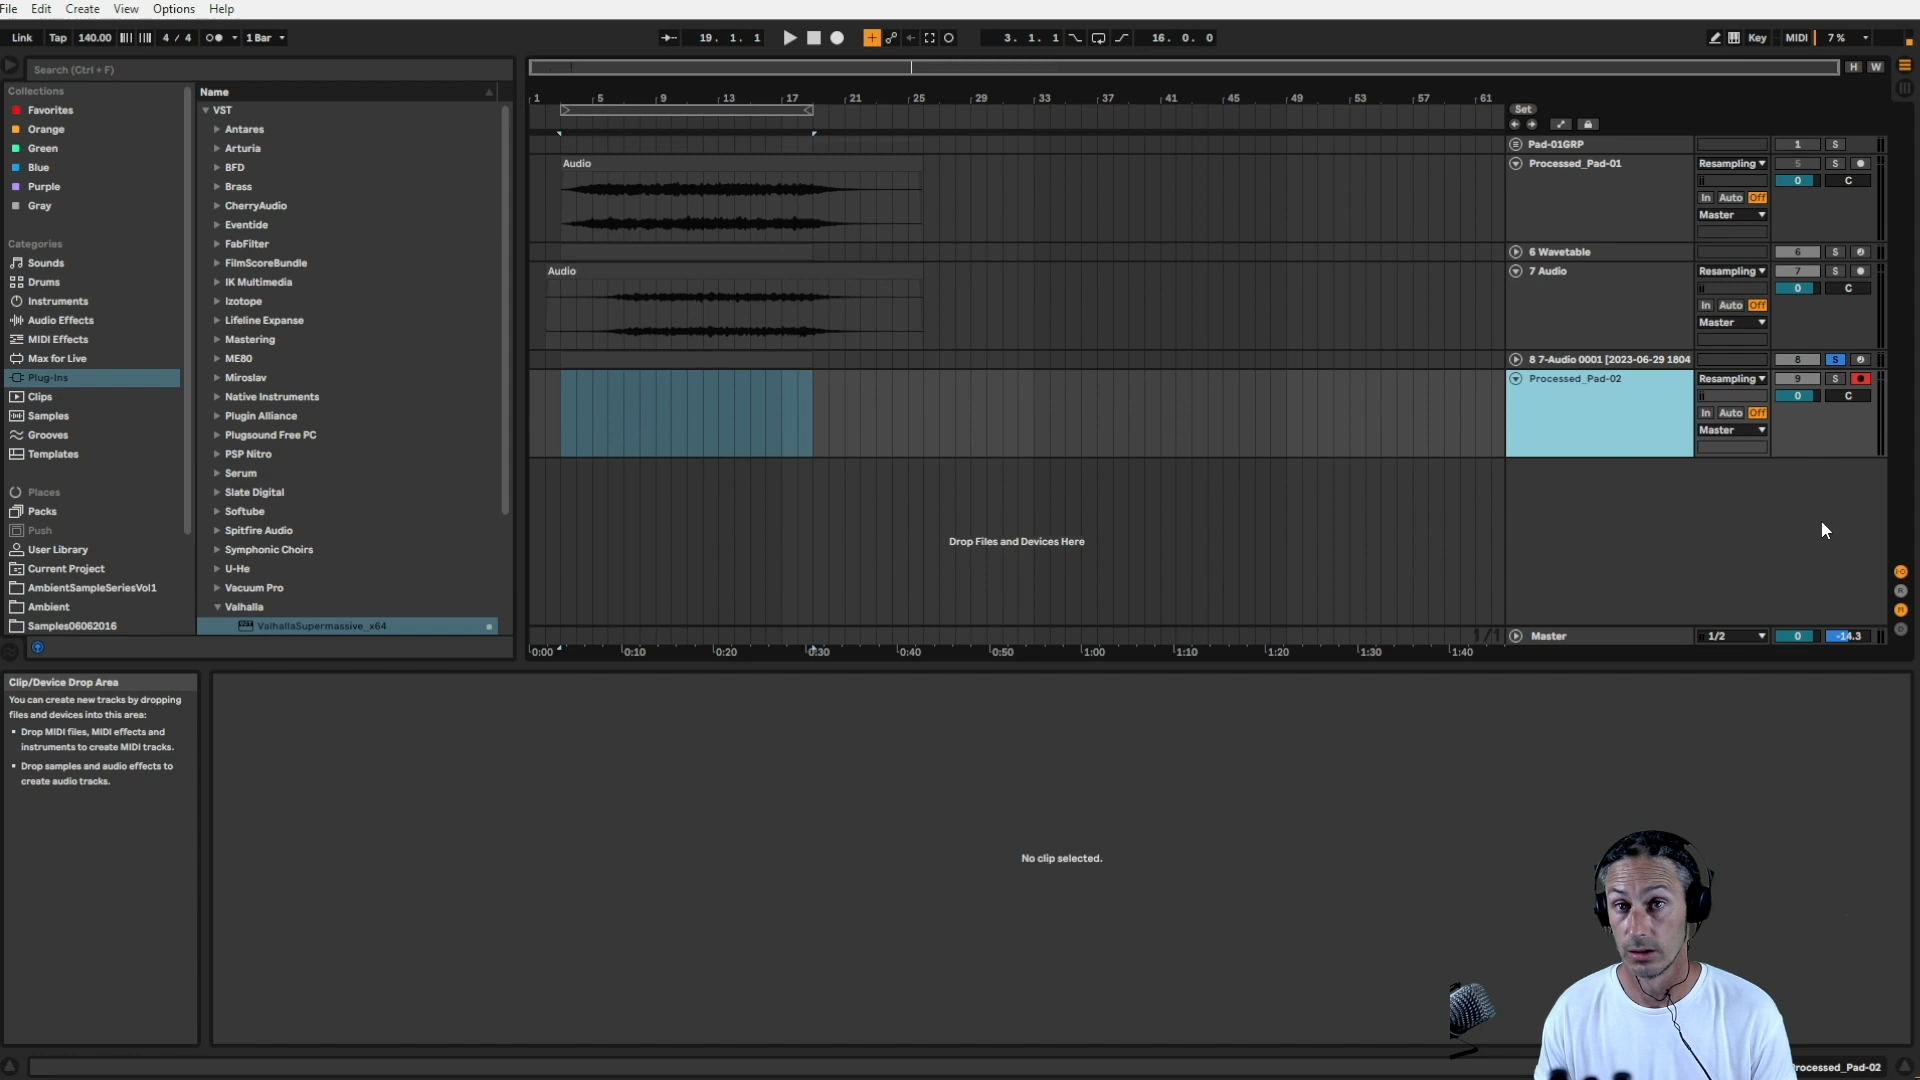 File Edit Create View Options Help
Link Tap 140.00 4 / 4 1 Bar 19. 1. 1 3. 1. 1 16. 0. 0 Key MIDI 7 %
Search (Ctrl + F)
H W
Collections
Favorites
Orange
Green
Blue
Purple
Gray
Categories
Sounds
Drums
Instruments
Audio Effects
MIDI Effects
Max for Live
Plug-Ins
Clips
Samples
Grooves
Templates
Places
Packs
Push
User Library
Current Project
AmbientSampleSeriesVol1
Ambient
Samples06062016
Name
VST
Antares
Arturia
BFD
Brass
CherryAudio
Eventide
FabFilter
FilmScoreBundle
IK Multimedia
Izotope
Lifeline Expanse
Mastering
ME80
Miroslav
Native Instruments
Plugin Alliance
Plugsound Free PC
PSP Nitro
Serum
Slate Digital
Softube
Spitfire Audio
Symphonic Choirs
U-He
Vacuum Pro
Valhalla
ValhallaSupermassive_x64
1 5 9 13 17 21 25 29 33 37 41 45 49 53 57 61
Set
Pad-01GRP 1 S
Audio
Processed_Pad-01 Resampling 5 S
0 C
In Auto Off
Master
6 Wavetable 6 S
Audio
7 Audio Resampling 7 S
0 C
In Auto Off
Master
8 7-Audio 0001 [2023-06-29 1804 8 S
Processed_Pad-02 Resampling 9 S
0 C
In Auto Off
Master
Drop Files and Devices Here
1/1
Master 1/2 0 -14.3
0:00 0:10 0:20 0:30 0:40 0:50 1:00 1:10 1:20 1:30 1:40
Clip/Device Drop Area
You can create new tracks by dropping
files and devices into this area:
▪ Drop MIDI files, MIDI effects and
instruments to create MIDI tracks.
▪ Drop samples and audio effects to
create audio tracks.
No clip selected.
rocessed_Pad-02